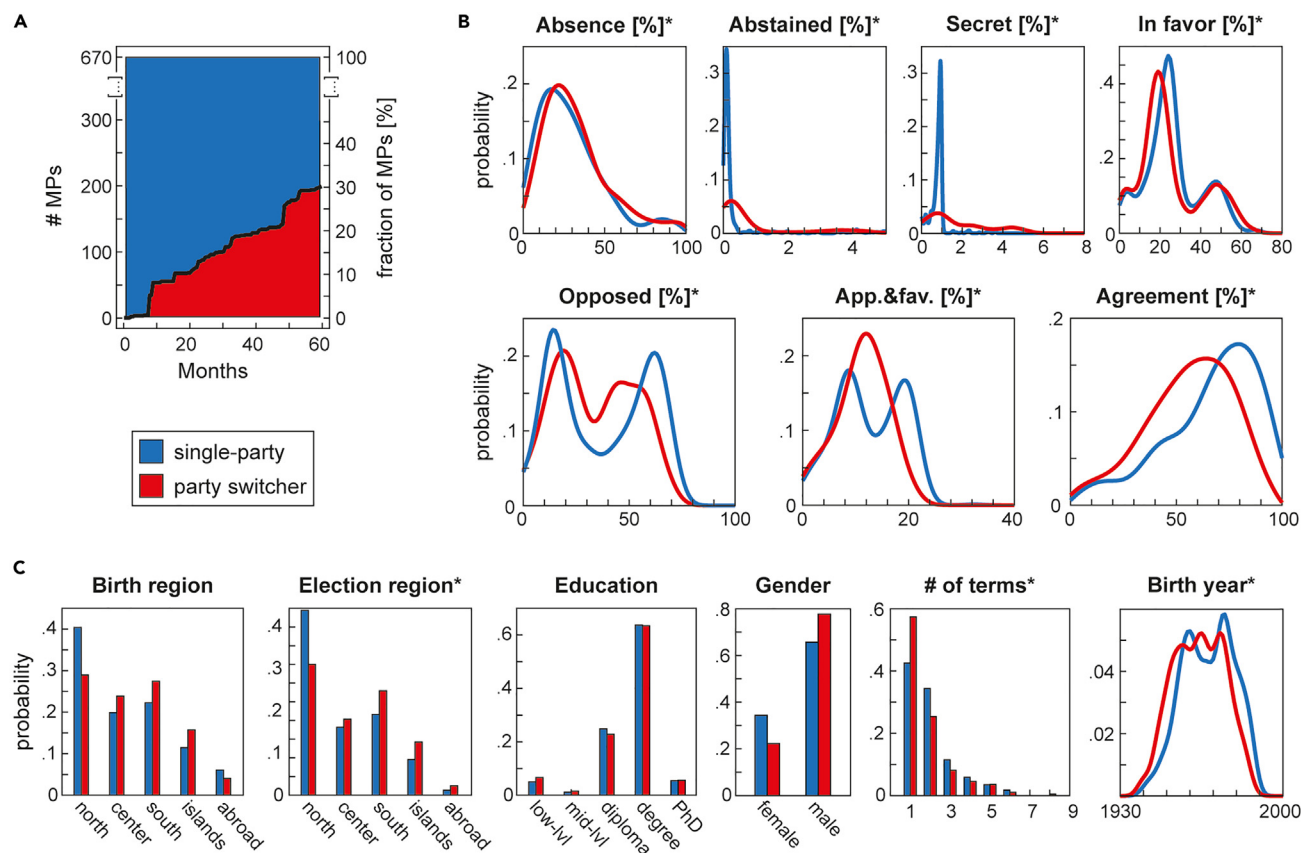 A
670
300
200
100
0
# MPs
[...]
[...]
100
40
30
20
10
0
fraction of MPs [%]
0
20
40
60
Months
single-party
party switcher
B
Absence [%]*
Abstained [%]*
Secret [%]*
In favor [%]*
probability
.2
.1
0
0
50
100
.3
.2
.1
0
0
2
4
.3
.2
.1
0
0
2
4
6
8
.4
.3
.2
.1
0
0
20
40
60
80
Opposed [%]*
App.&fav. [%]*
Agreement [%]*
probability
.2
.1
0
0
50
100
.2
.1
0
0
20
40
.2
.1
0
0
50
100
C
Birth region
Election region*
Education
Gender
# of terms*
Birth year*
probability
.4
.3
.2
.1
0
north
center
south
islands
abroad
.4
.3
.2
.1
0
north
center
south
islands
abroad
.6
.4
.2
0
low-lvl
mid-lvl
diploma
degree
PhD
.8
.6
.4
.2
0
female
male
.6
.4
.2
0
1
3
5
7
9
.04
.02
1930
2000